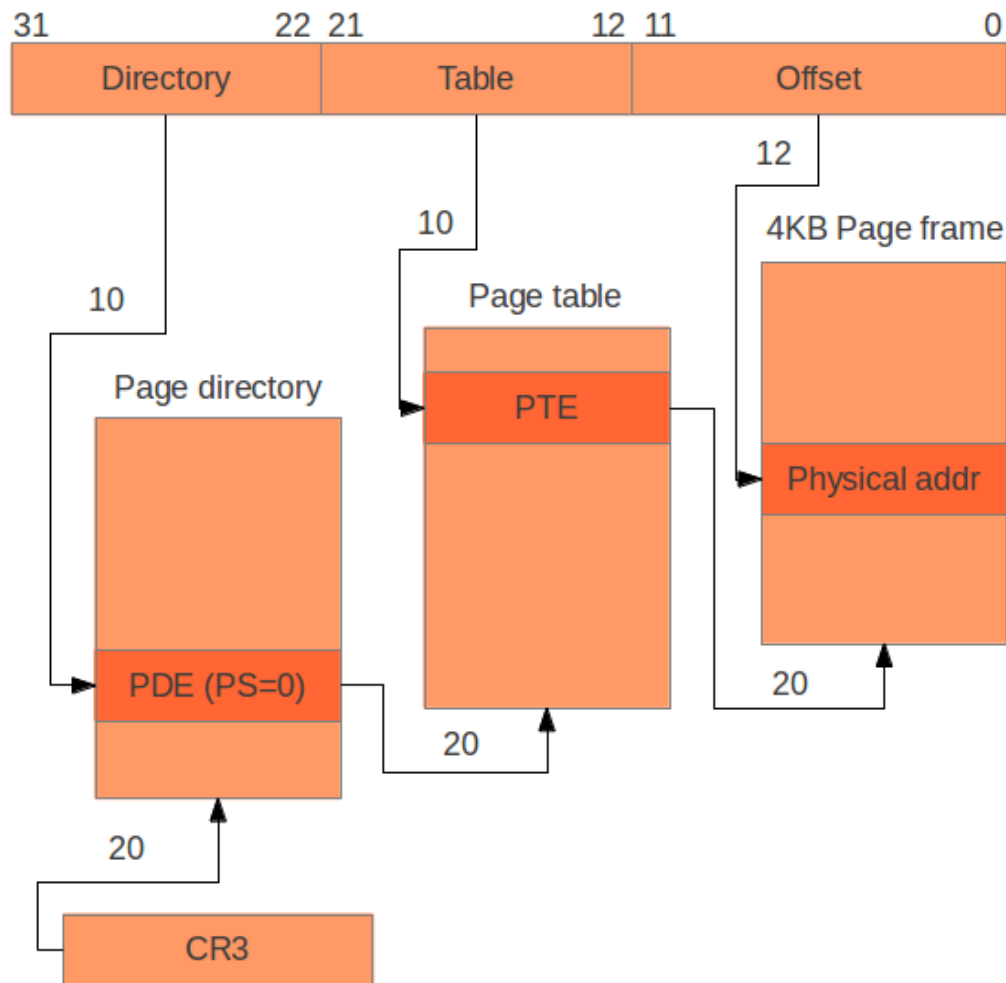 31 22 21 12 11 0
Directory Table Offset
12
10
4KB Page frame
10
Page table
Page directory
PTE
Physical addr
PDE (PS=0)
20
20
20
CR3